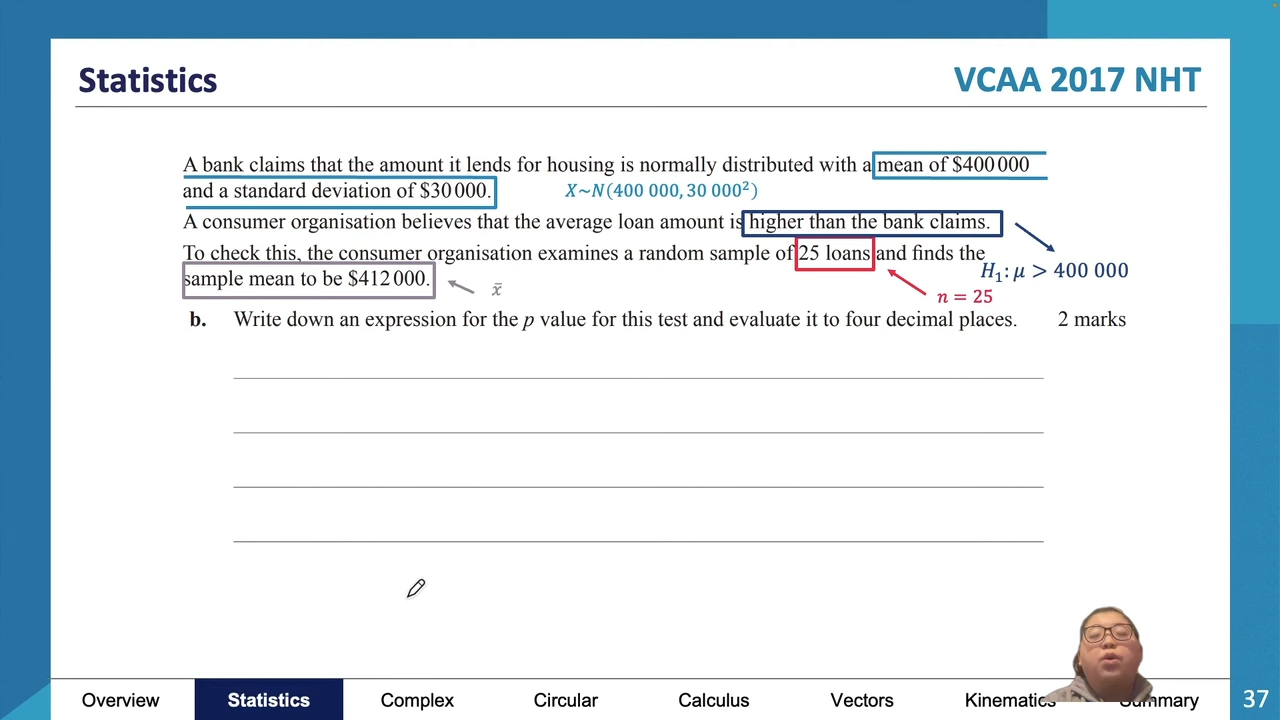 Statistics
VCAA 2017 NHT
A bank claims that the amount it lends for housing is normally distributed with a mean of $400 000
and a standard deviation of $30 000.
X~N(400 000, 30 000²)
A consumer organisation believes that the average loan amount is higher than the bank claims.
To check this, the consumer organisation examines a random sample of 25 loans and finds the
H₁: μ > 400 000
sample mean to be $412 000.
x̄
n = 25
b. Write down an expression for the p value for this test and evaluate it to four decimal places. 2 marks
Overview Statistics Complex Circular Calculus Vectors Kinematics Summary 37